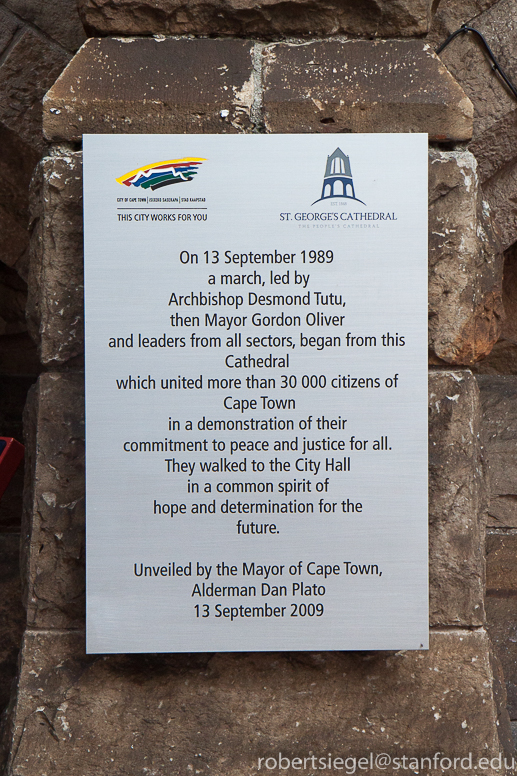 CITY OF CAPE TOWN | ISIXEKO SASEKAPA | STAD KAAPSTAD
THIS CITY WORKS FOR YOU
ST. GEORGE'S CATHEDRAL
THE PEOPLE'S CATHEDRAL
On 13 September 1989
a march, led by
Archbishop Desmond Tutu,
then Mayor Gordon Oliver
and leaders from all sectors, began from this
Cathedral
which united more than 30 000 citizens of
Cape Town
in a demonstration of their
commitment to peace and justice for all.
They walked to the City Hall
in a common spirit of
hope and determination for the
future.
Unveiled by the Mayor of Cape Town,
Alderman Dan Plato
13 September 2009
robertsiegel@stanford.edu